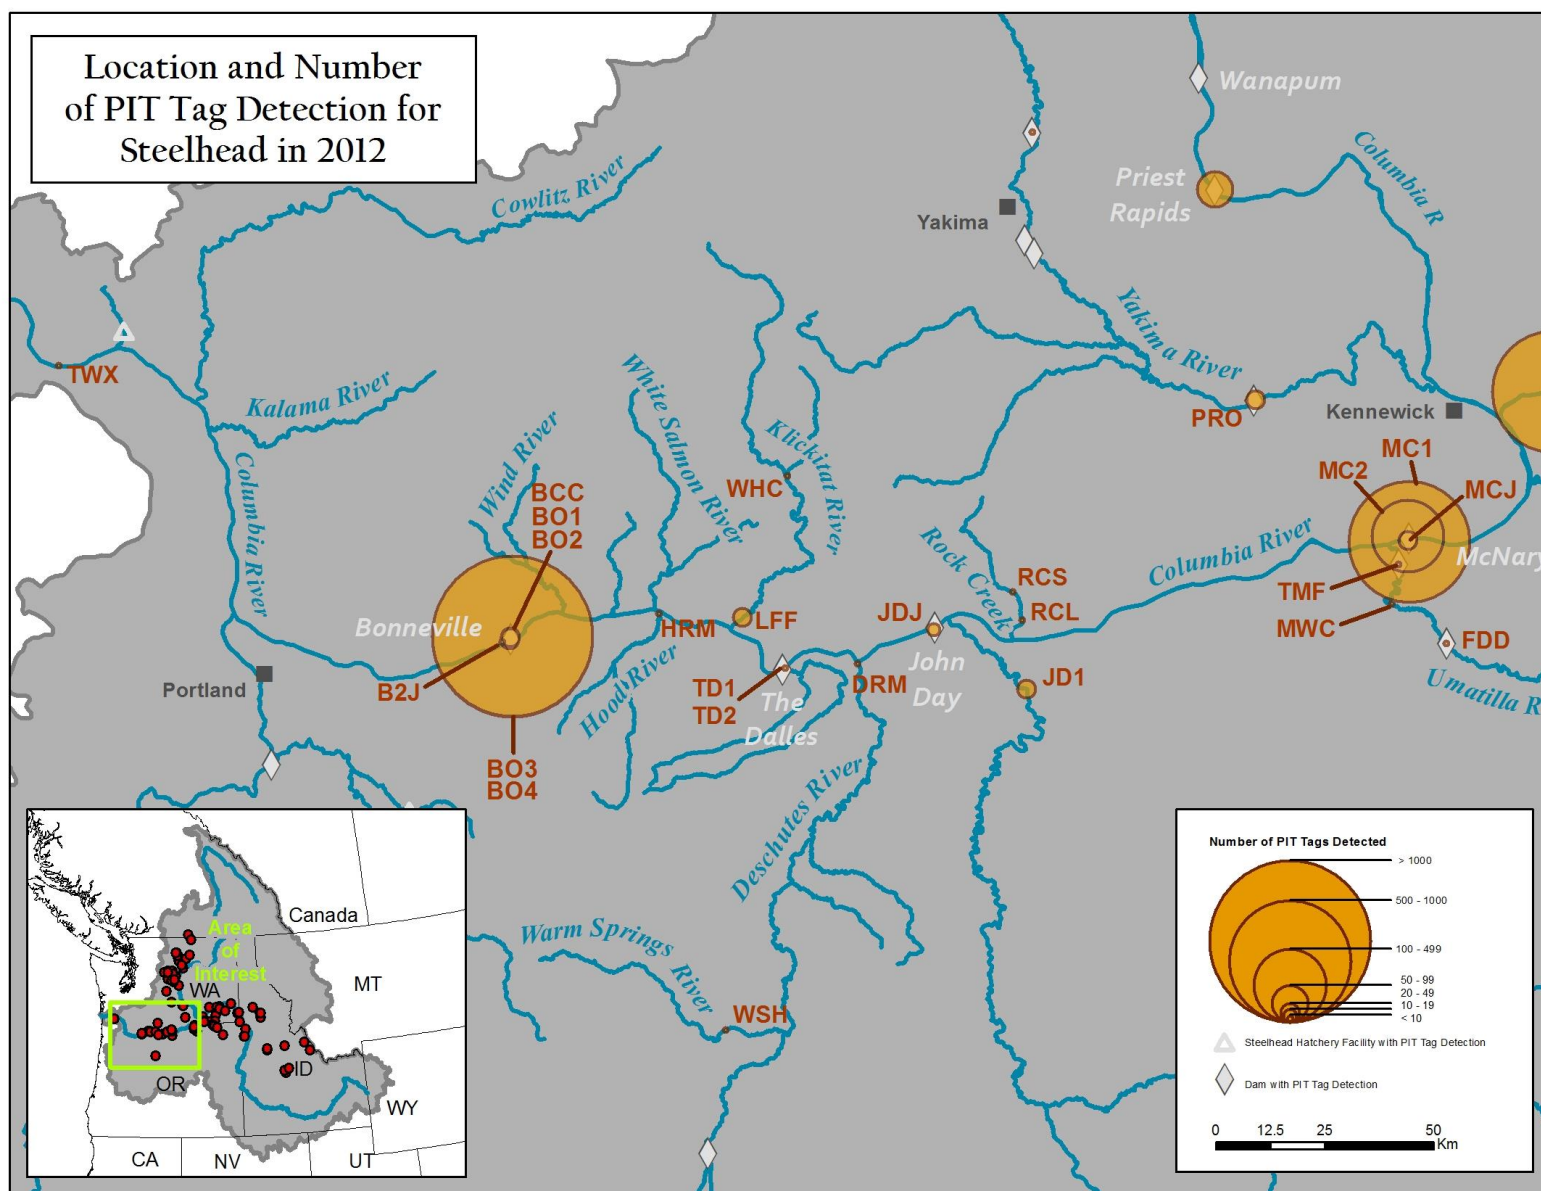 Location and Number
of PIT Tag Detection for
Steelhead in 2012
Wanapum
Cowlitz River
Columbia R
Priest
Rapids
Yakima
Yakima River
TWX
Kalama River
White Salmon River
Klickitat River
PRO
Kennewick
MC1
MC2
MCJ
McNary
Columbia River
Wind River
BCC
BO1
BO2
WHC
Rock Creek
Columbia River
RCS
RCL
TMF
MWC
FDD
Umatilla R
Bonneville
HRM
LFF
JDJ
John
Day
JD1
Portland
B2J
Hood River
TD1
TD2
The
Dalles
DRM
BO3
BO4
Deschutes River
Warm Springs River
WSH
Canada
Area
of
Interest
WA
MT
OR
ID
WY
CA
NV
UT
Number of PIT Tags Detected
> 1000
500 - 1000
100 - 499
50 - 99
20 - 49
10 - 19
< 10
Steelhead Hatchery Facility with PIT Tag Detection
Dam with PIT Tag Detection
0 12.5 25 50
Km